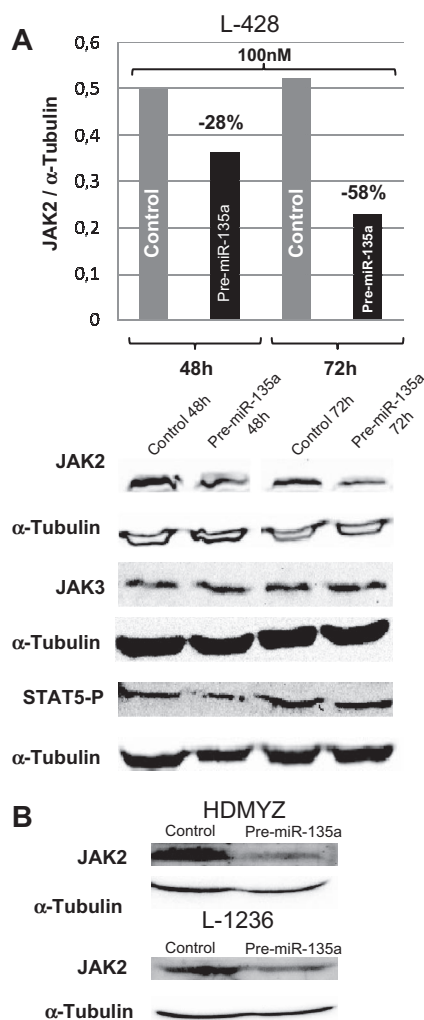 A
L-428
0,6
0,5
0,4
0,3
0,2
0,1
0
JAK2 / α-Tubulin
100nM
-28%
-58%
Control
Pre-miR-135a
Control
Pre-miR-135a
48h
72h
Control 48h
Pre-miR-135a
48h
Control 72h
Pre-miR-135a
72h
JAK2
α-Tubulin
JAK3
α-Tubulin
STAT5-P
α-Tubulin
B
HDMYZ
Control Pre-miR-135a
JAK2
α-Tubulin
L-1236
Control Pre-miR-135a
JAK2
α-Tubulin